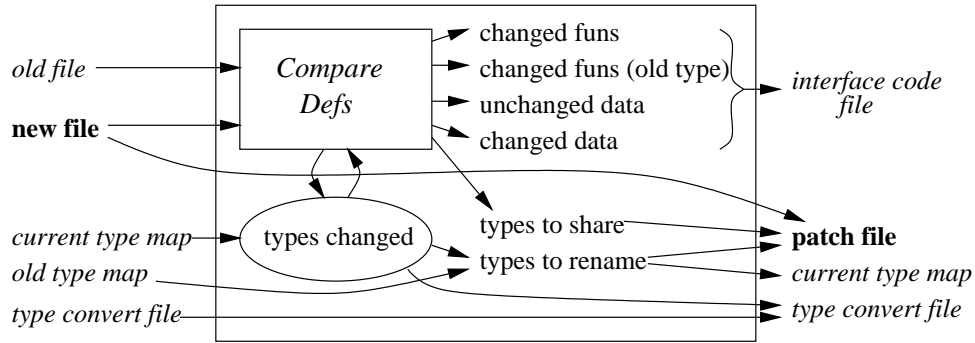 old file
new file
current type map
old type map
type convert file
Compare
Defs
types changed
changed funs
changed funs (old type)
unchanged data
changed data
types to share
types to rename
interface code
file
patch file
current type map
type convert file